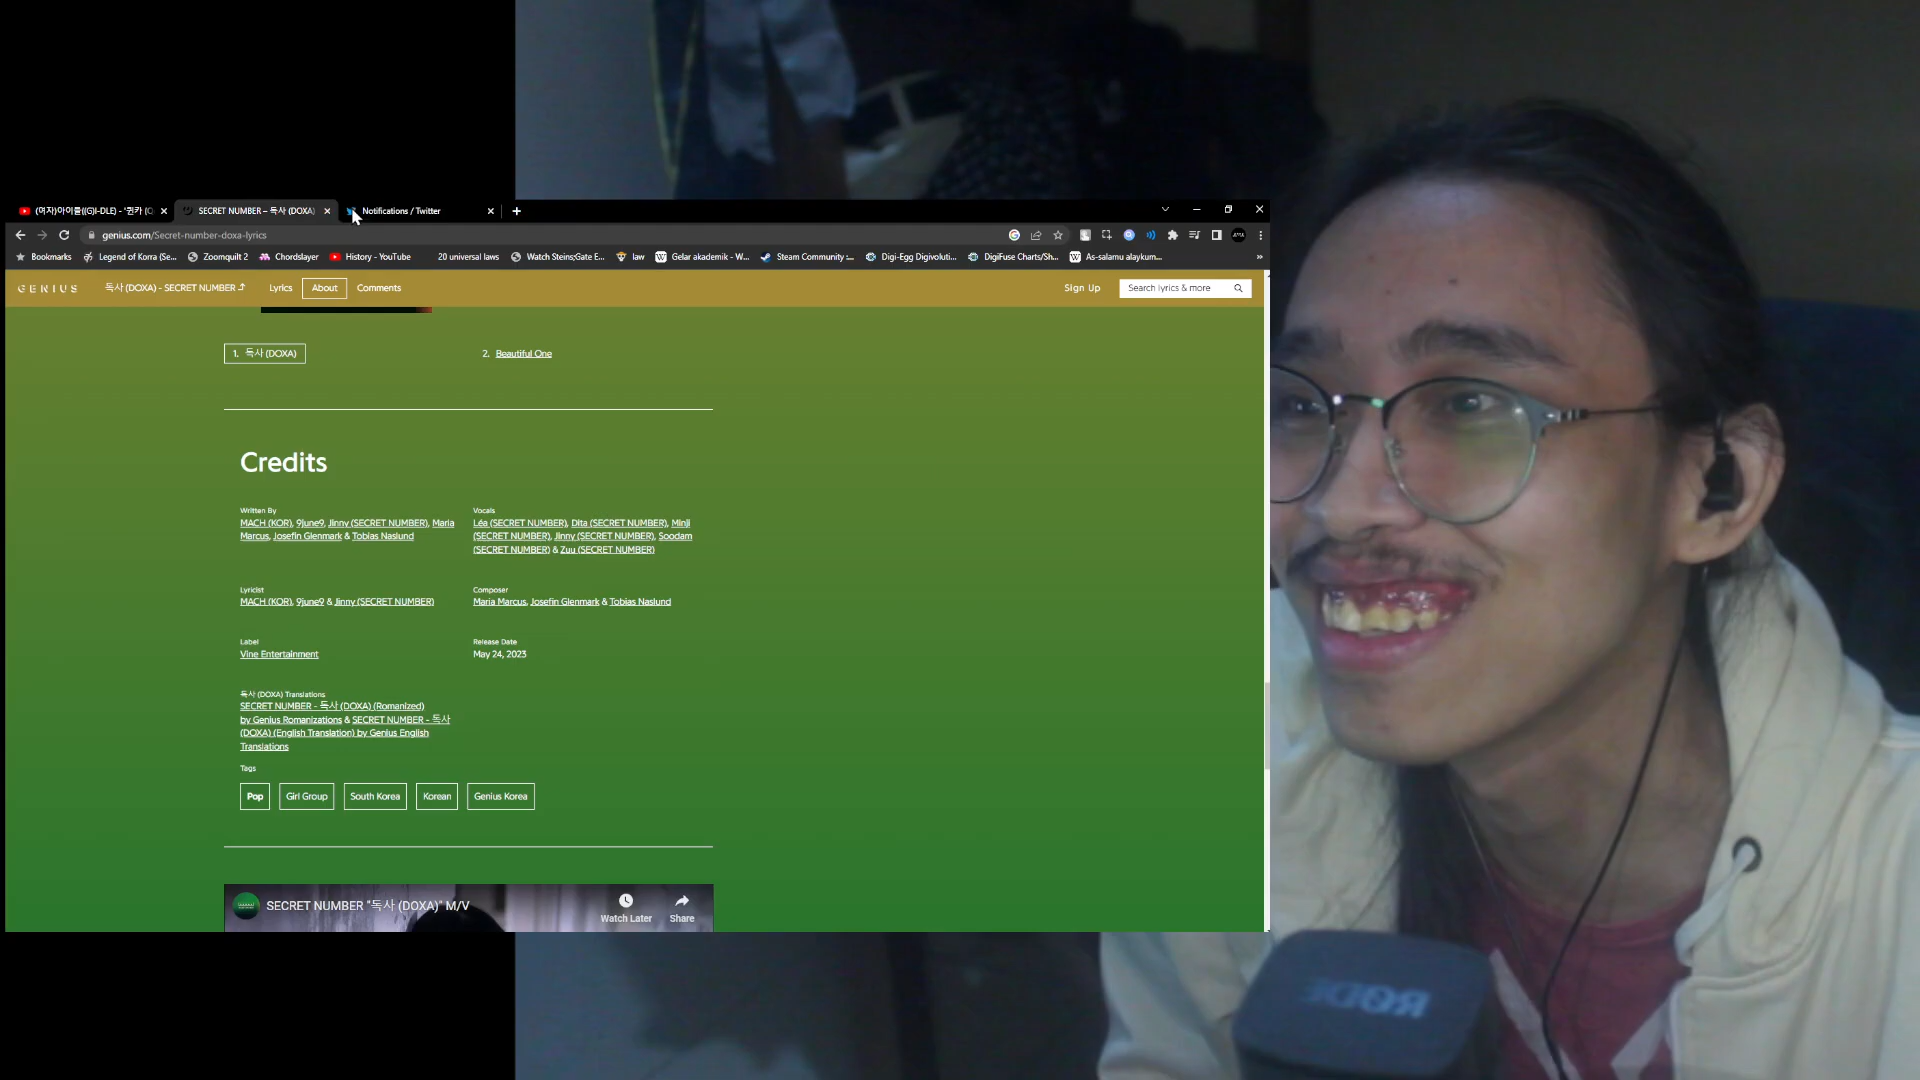 (여자)아이들((G)I-DLE) - '퀸카 (Q
SECRET NUMBER – 독사 (DOXA)
Notifications / Twitter
genius.com/Secret-number-doxa-lyrics
Bookmarks
Legend of Korra (Se...
Zoomquilt 2
Chordslayer
History - YouTube
20 universal laws
Watch Steins;Gate E...
law
Gelar akademik - W...
Steam Community :...
Digi-Egg Digivoluti...
DigiFuse Charts/Sh...
As-salamu alaykum...
»
GENIUS
독사 (DOXA) - SECRET NUMBER
Lyrics
About
Comments
Sign Up
Search lyrics & more
1. 독사 (DOXA)
2. Beautiful One
Credits
Written By
MACH (KOR), 9june9, Jinny (SECRET NUMBER), Maria
Marcus, Josefin Glenmark & Tobias Naslund
Vocals
Léa (SECRET NUMBER), Dita (SECRET NUMBER), Minji
(SECRET NUMBER), Jinny (SECRET NUMBER), Soodam
(SECRET NUMBER) & Zuu (SECRET NUMBER)
Lyricist
MACH (KOR), 9june9 & Jinny (SECRET NUMBER)
Composer
Maria Marcus, Josefin Glenmark & Tobias Naslund
Label
Vine Entertainment
Release Date
May 24, 2023
독사 (DOXA) Translations
SECRET NUMBER - 독사 (DOXA) (Romanized)
by Genius Romanizations & SECRET NUMBER - 독사
(DOXA) (English Translation) by Genius English
Translations
Tags
Pop
Girl Group
South Korea
Korean
Genius Korea
SECRET NUMBER "독사 (DOXA)" M/V
Watch Later
Share
RØDE